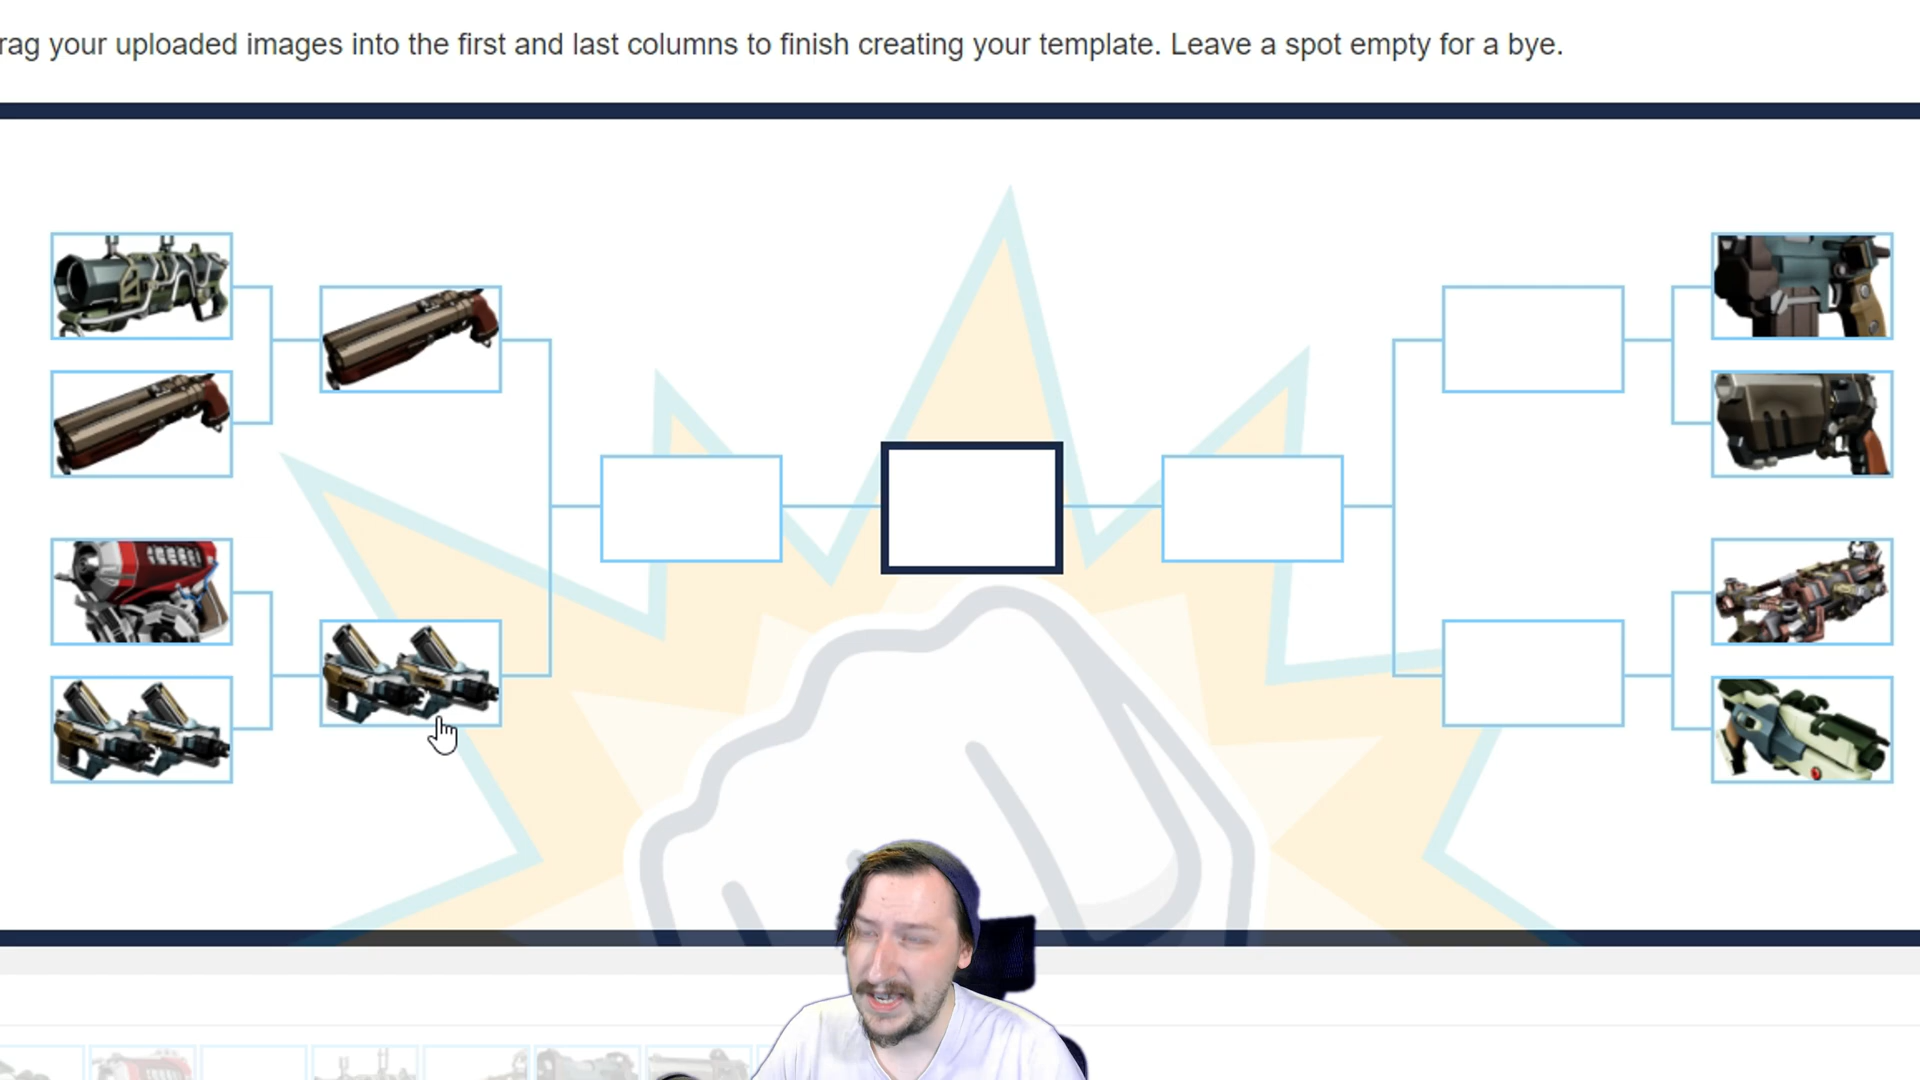 rag your uploaded images into the first and last columns to finish creating your template. Leave a spot empty for a bye.